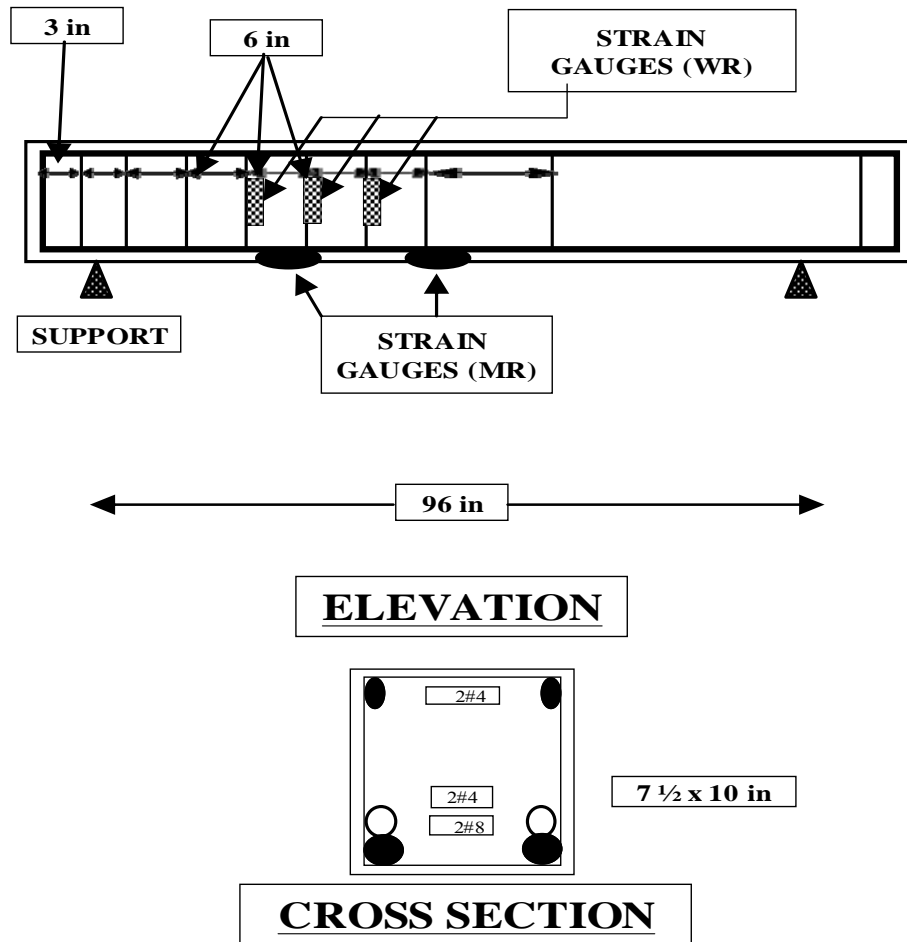 3 in
6 in
STRAIN
GAUGES (WR)
SUPPORT
STRAIN
GAUGES (MR)
96 in
ELEVATION
2#4
2#4
2#8
7 ½ x 10 in
CROSS SECTION